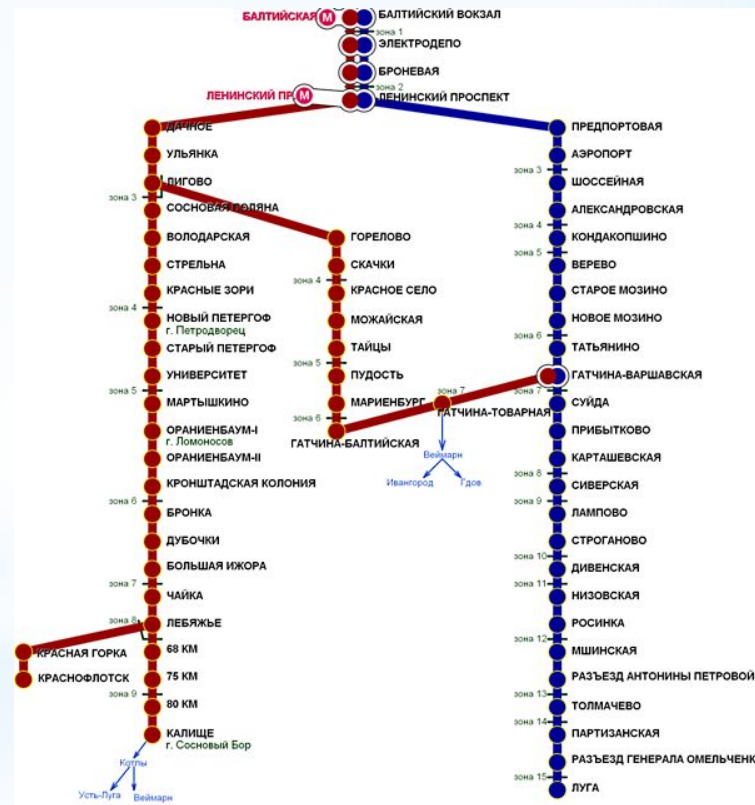 БАЛТИЙСКАЯ М
БАЛТИЙСКИЙ ВОКЗАЛ
зона 1
ЭЛЕКТРОДЕПО
БРОНЕВАЯ
зона 2
ЛЕНИНСКИЙ ПР М
ЛЕНИНСКИЙ ПРОСПЕКТ
ДАЧНОЕ
УЛЬЯНКА
ЛИГОВО
зона 3
СОСНОВАЯ ПОЛЯНА
ВОЛОДАРСКАЯ
СТРЕЛЬНА
КРАСНЫЕ ЗОРИ
зона 4
НОВЫЙ ПЕТЕРГОФ
г. Петродворец
СТАРЫЙ ПЕТЕРГОФ
УНИВЕРСИТЕТ
зона 5
МАРТЫШКИНО
ОРАНИЕНБАУМ-I
г. Ломоносов
ОРАНИЕНБАУМ-II
КРОНШТАДСКАЯ КОЛОНИЯ
зона 6
БРОНКА
ДУБОЧКИ
БОЛЬШАЯ ИЖОРА
зона 7
ЧАЙКА
зона 8
ЛЕБЯЖЬЕ
КРАСНАЯ ГОРКА
КРАСНОФЛОТСК
68 КМ
75 КМ
зона 9
80 КМ
КАЛИЩЕ
г. Сосновый Бор
Котлы
Усть-Луга
Веймарн
ГОРЕЛОВО
СКАЧКИ
зона 4
КРАСНОЕ СЕЛО
МОЖАЙСКАЯ
ТАЙЦЫ
зона 5
ПУДОСТЬ
МАРИЕНБУРГ
зона 6
ГАТЧИНА-БАЛТИЙСКАЯ
зона 7
ГАТЧИНА-ТОВАРНАЯ
Веймарн
Ивангород
Гдов
ПРЕДПОРТОВАЯ
АЭРОПОРТ
зона 3
ШОССЕЙНАЯ
АЛЕКСАНДРОВСКАЯ
зона 4
КОНДАКОПШИНО
зона 5
ВЕРЕВО
СТАРОЕ МОЗИНО
НОВОЕ МОЗИНО
зона 6
ТАТЬЯНИНО
ГАТЧИНА-ВАРШАВСКАЯ
зона 7
СУЙДА
ПРИБЫТКОВО
КАРТАШЕВСКАЯ
зона 8
СИВЕРСКАЯ
зона 9
ЛАМПОВО
СТРОГАНОВО
зона 10
ДИВЕНСКАЯ
зона 11
НИЗОВСКАЯ
РОСИНКА
зона 12
МШИНСКАЯ
РАЗЪЕЗД АНТОНИНЫ ПЕТРОВОЙ
зона 13
ТОЛМАЧЕВО
зона 14
ПАРТИЗАНСКАЯ
РАЗЪЕЗД ГЕНЕРАЛА ОМЕЛЬЧЕНК
зона 15
ЛУГА